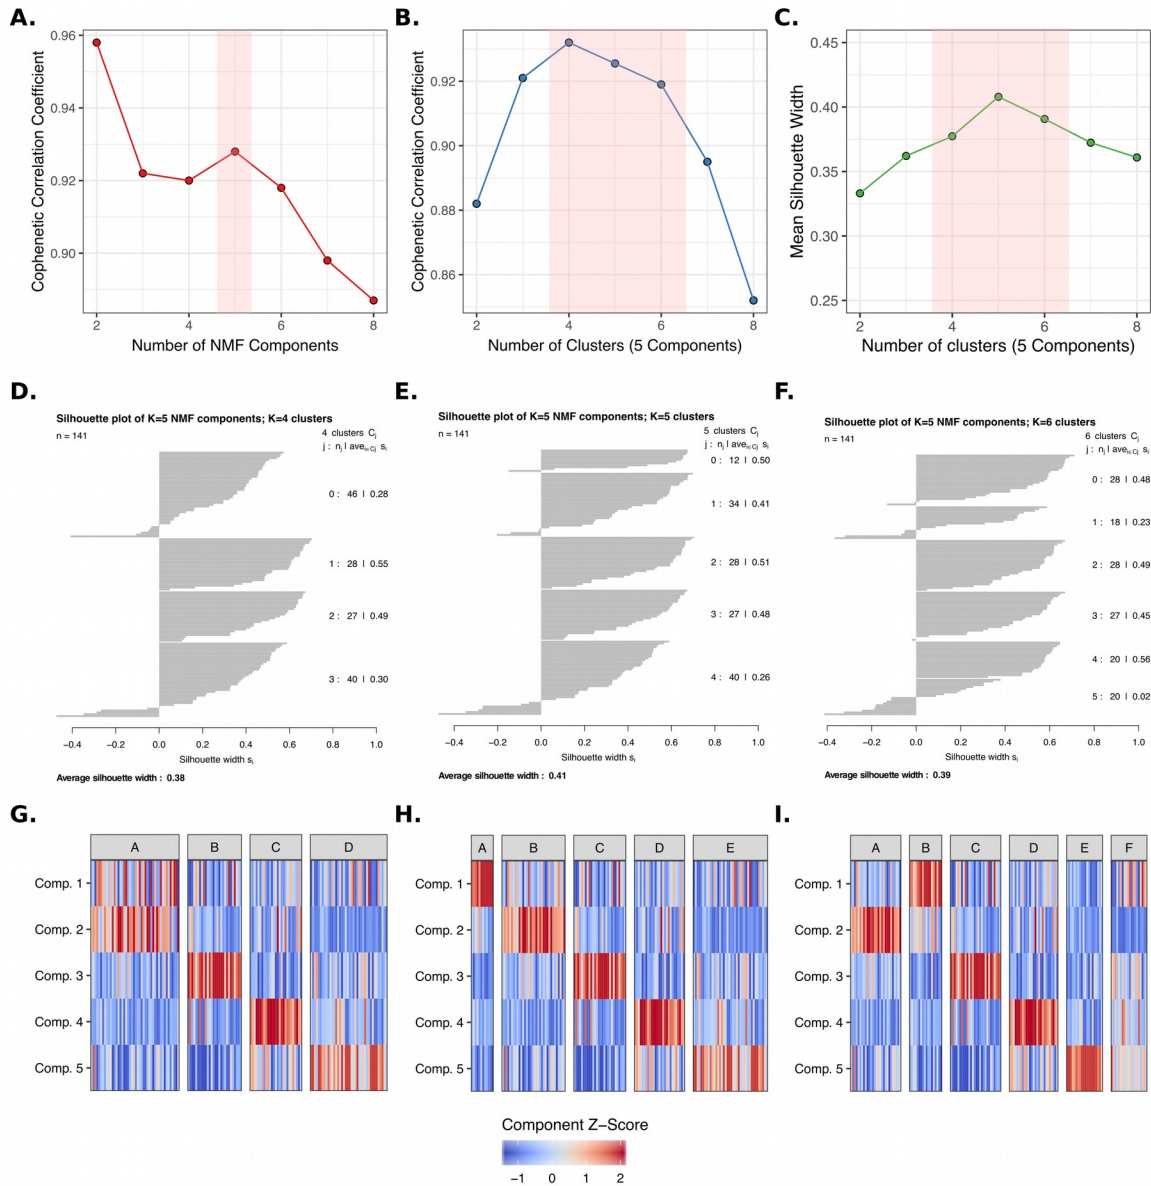 A.
B.
C.
Cophenetic Correlation Coefficient
0.96
0.94
0.92
0.90
2
4
6
8
Number of NMF Components
Cophenetic Correlation Coefficient
0.92
0.90
0.88
0.86
2
4
6
8
Number of Clusters (5 Components)
Mean Silhouette Width
0.45
0.40
0.35
0.30
0.25
2
4
6
8
Number of clusters (5 Components)
D.
Silhouette plot of K=5 NMF components; K=4 clusters
n = 141
4 clusters Cj
j : nj | avei∈Cj si
0 : 46 | 0.28
1 : 28 | 0.55
2 : 27 | 0.49
3 : 40 | 0.30
−0.4 −0.2 0.0 0.2 0.4 0.6 0.8 1.0
Silhouette width si
Average silhouette width : 0.38
E.
Silhouette plot of K=5 NMF components; K=5 clusters
n = 141
5 clusters Cj
j : nj | avei∈Cj si
0 : 12 | 0.50
1 : 34 | 0.41
2 : 28 | 0.51
3 : 27 | 0.48
4 : 40 | 0.26
−0.4 −0.2 0.0 0.2 0.4 0.6 0.8 1.0
Silhouette width si
Average silhouette width : 0.41
F.
Silhouette plot of K=5 NMF components; K=6 clusters
n = 141
6 clusters Cj
j : nj | avei∈Cj si
0 : 28 | 0.48
1 : 18 | 0.23
2 : 28 | 0.49
3 : 27 | 0.45
4 : 20 | 0.56
5 : 20 | 0.02
−0.4 −0.2 0.0 0.2 0.4 0.6 0.8 1.0
Silhouette width si
Average silhouette width : 0.39
G.
A B C D
Comp. 1
Comp. 2
Comp. 3
Comp. 4
Comp. 5
H.
A B C D E
Comp. 1
Comp. 2
Comp. 3
Comp. 4
Comp. 5
I.
A B C D E F
Comp. 1
Comp. 2
Comp. 3
Comp. 4
Comp. 5
Component Z−Score
−1 0 1 2